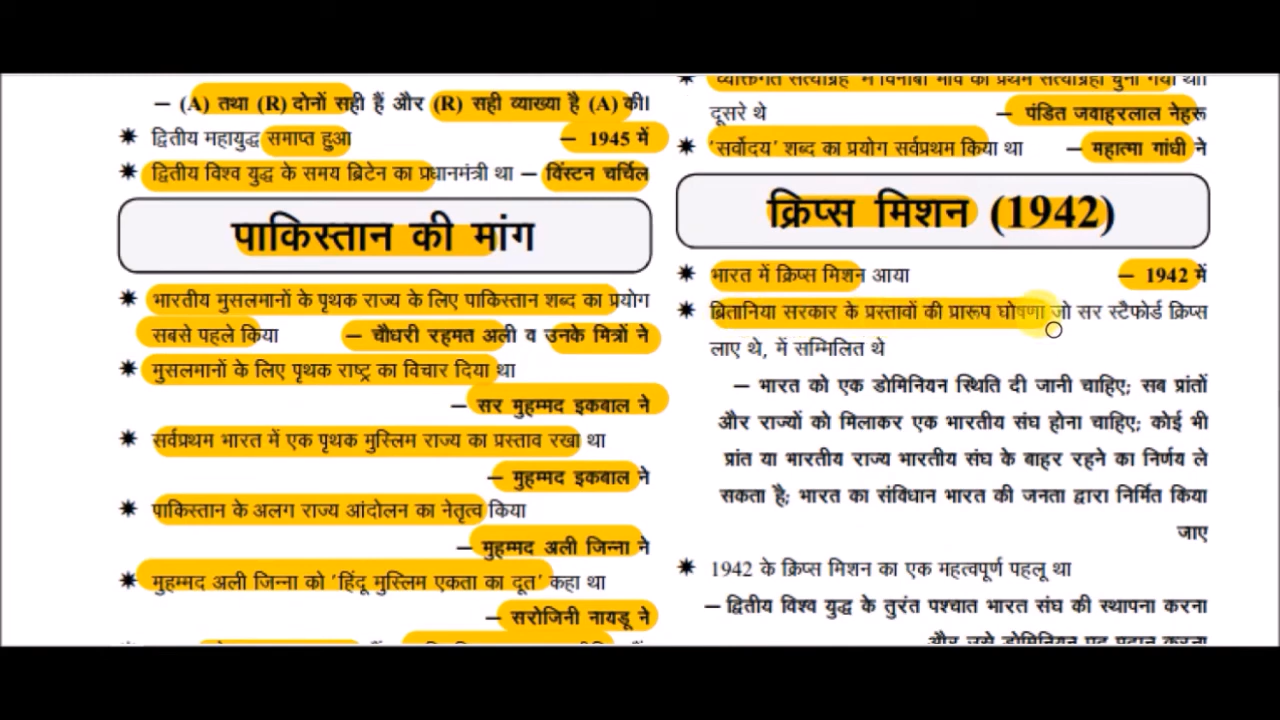 – (A) तथा (R) दोनों सही हैं और (R) सही व्याख्या है (A) की।
✷ द्वितीय महायुद्ध समाप्त हुआ – 1945 में
✷ द्वितीय विश्व युद्ध के समय ब्रिटेन का प्रधानमंत्री था – विंस्टन चर्चिल
पाकिस्तान की मांग
✷ भारतीय मुसलमानों के पृथक राज्य के लिए पाकिस्तान शब्द का प्रयोग
सबसे पहले किया – चौधरी रहमत अली व उनके मित्रों ने
✷ मुसलमानों के लिए पृथक राष्ट्र का विचार दिया था
– सर मुहम्मद इकबाल ने
✷ सर्वप्रथम भारत में एक पृथक मुस्लिम राज्य का प्रस्ताव रखा था
– मुहम्मद इकबाल ने
✷ पाकिस्तान के अलग राज्य आंदोलन का नेतृत्व किया
– मुहम्मद अली जिन्ना ने
✷ मुहम्मद अली जिन्ना को 'हिंदू मुस्लिम एकता का दूत' कहा था
– सरोजिनी नायडू ने
दूसरे थे – पंडित जवाहरलाल नेहरू
✷ 'सर्वोदय' शब्द का प्रयोग सर्वप्रथम किया था – महात्मा गांधी ने
क्रिप्स मिशन (1942)
✷ भारत में क्रिप्स मिशन आया – 1942 में
✷ ब्रितानिया सरकार के प्रस्तावों की प्रारूप घोषणा जो सर स्टैफोर्ड क्रिप्स
लाए थे, में सम्मिलित थे
– भारत को एक डोमिनियन स्थिति दी जानी चाहिए; सब प्रांतों
और राज्यों को मिलाकर एक भारतीय संघ होना चाहिए; कोई भी
प्रांत या भारतीय राज्य भारतीय संघ के बाहर रहने का निर्णय ले
सकता है; भारत का संविधान भारत की जनता द्वारा निर्मित किया
जाए
✷ 1942 के क्रिप्स मिशन का एक महत्वपूर्ण पहलू था
– द्वितीय विश्व युद्ध के तुरंत पश्चात भारत संघ की स्थापना करना